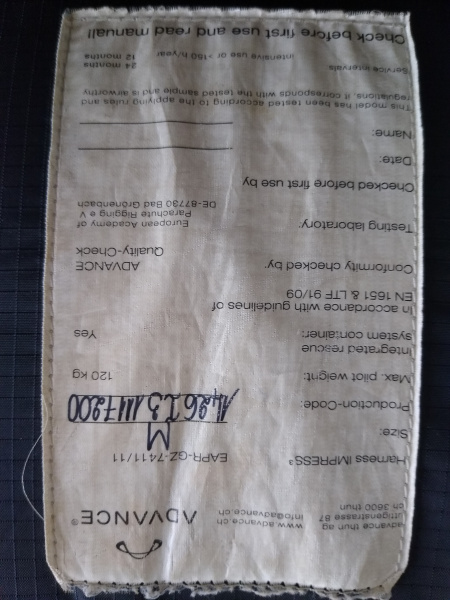 ADVANCE®
advance thun ag www.advance.ch
uttigenstrasse 87 info@advance.ch
ch 3600 thun
Harness IMPRESS³ EAPR-GZ-7411/11
Size: M
Production-Code:
Max. pilot weight: 120 kg
Integrated rescue
system container: Yes
In accordance with guidelines of
EN 1651 & LTF 91/09
Conformity checked by: ADVANCE
Quality-Check
Testing laboratory: European Academy of
Parachute Rigging e.V
DE-87730 Bad Grönenbach
Checked before first use by
Date:
Name:
This model has been tested according to the applying rules and
regulations. It corresponds with the tested sample and is airworthy
Service intervals 24 months
intensive use or >150 h/year 12 months
Check before first use and read manual!